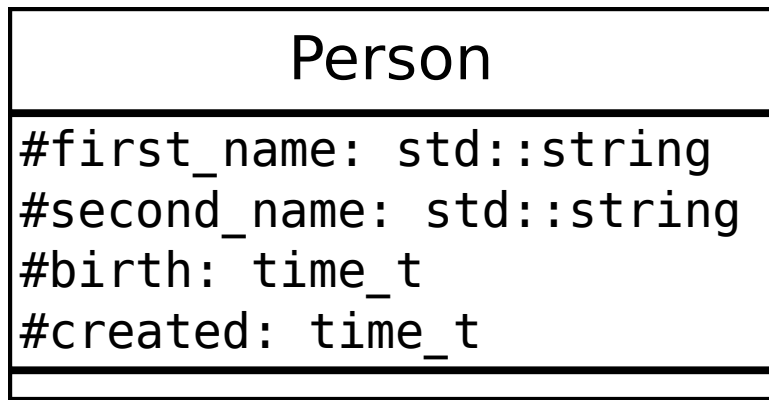 Person
#first_name: std::string
#second_name: std::string
#birth: time_t
#created: time_t